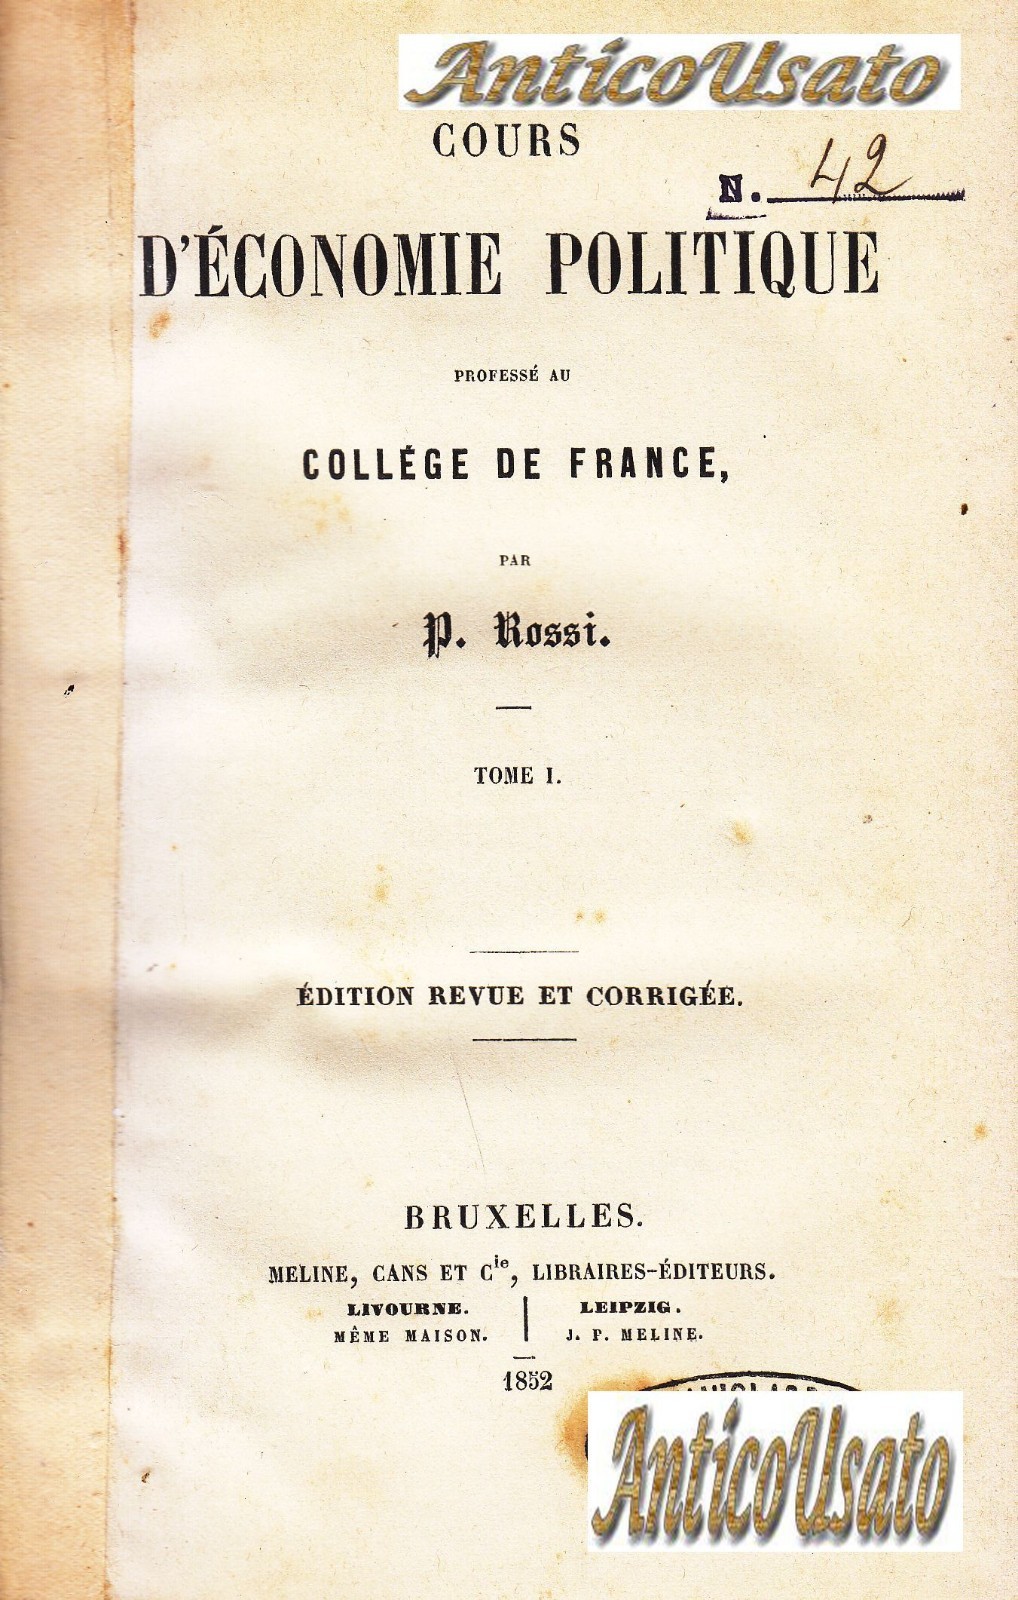 AnticoUsato
COURS
N. 42
D'ÉCONOMIE POLITIQUE
PROFESSÉ AU
COLLÉGE DE FRANCE,
PAR
P. Rossi.
TOME I.
ÉDITION REVUE ET CORRIGÉE.
BRUXELLES.
MELINE, CANS ET Cie, LIBRAIRES-ÉDITEURS.
LIVOURNE. LEIPZIG.
MÊME MAISON. J. P. MELINE.
1852
AnticoUsato